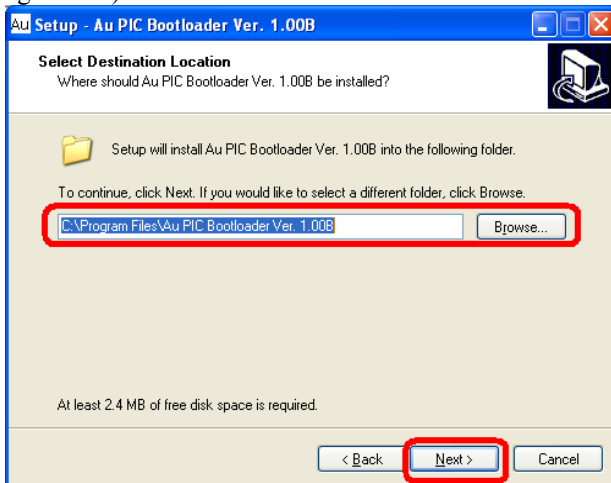 Au Setup - Au PIC Bootloader Ver. 1.00B
Select Destination Location
Where should Au PIC Bootloader Ver. 1.00B be installed?
Setup will install Au PIC Bootloader Ver. 1.00B into the following folder.
To continue, click Next. If you would like to select a different folder, click Browse.
C:\Program Files\Au PIC Bootloader Ver. 1.00B Browse...
At least 2.4 MB of free disk space is required.
< Back Next > Cancel